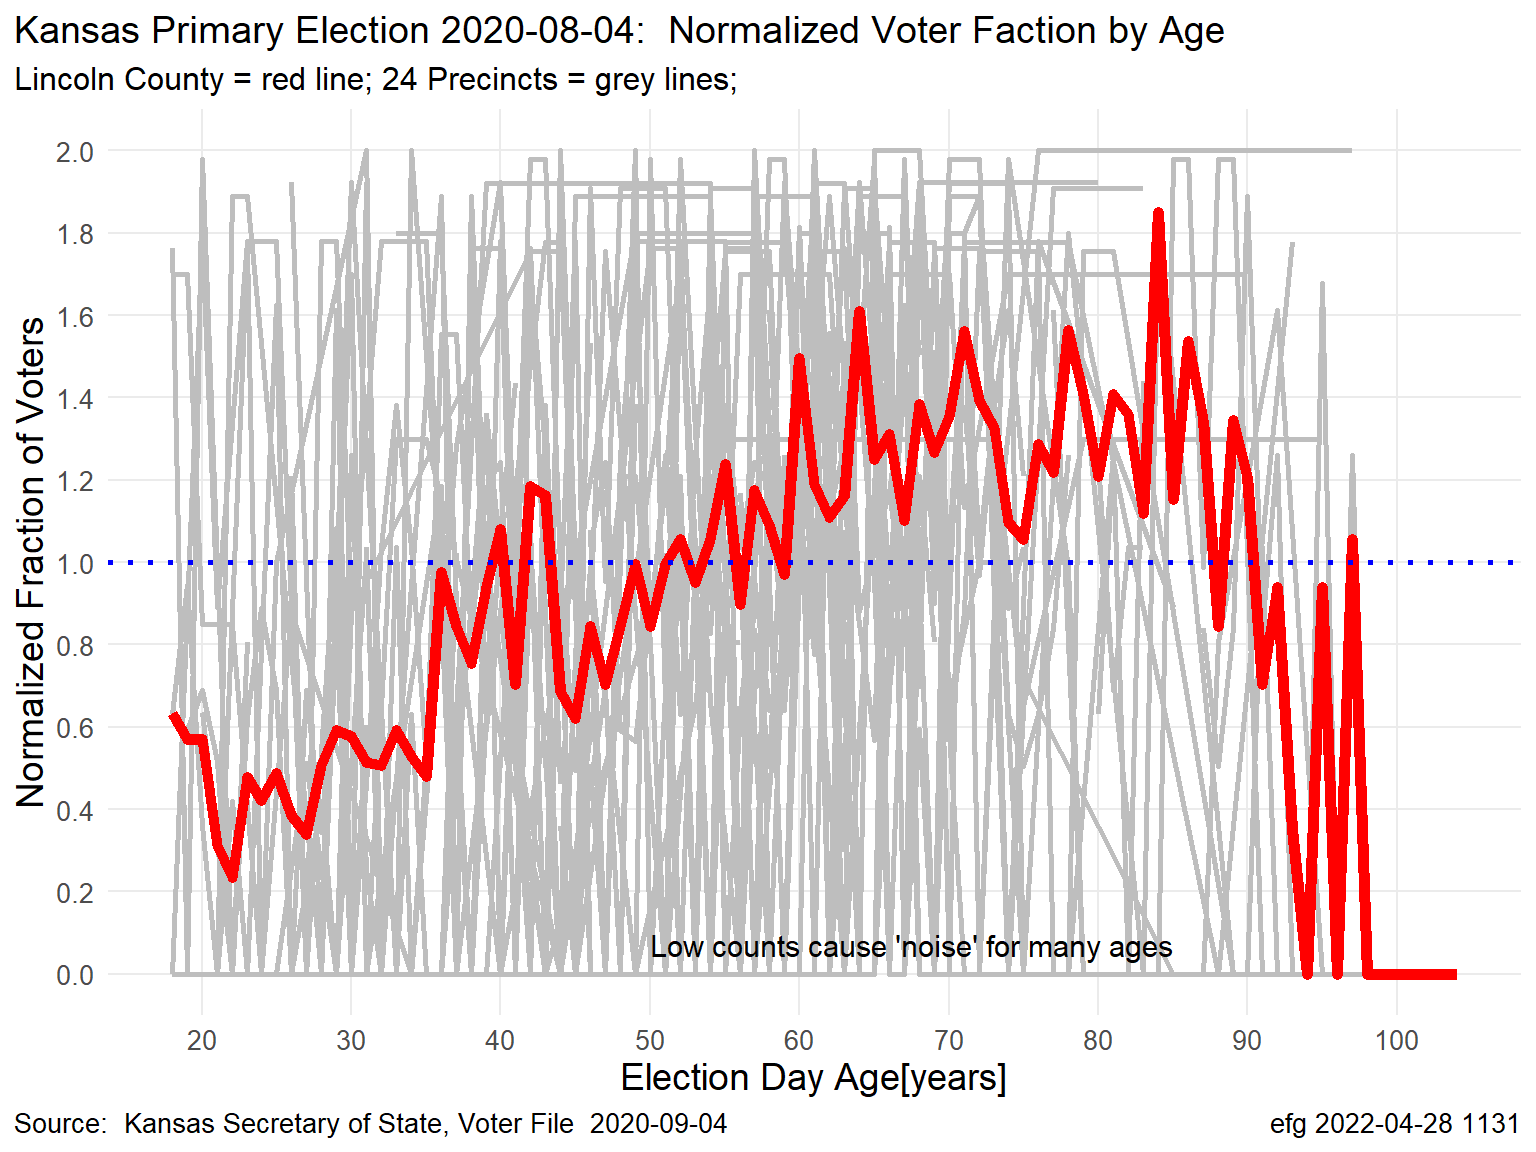 Kansas Primary Election 2020-08-04:  Normalized Voter Faction by Age
Lincoln County = red line; 24 Precincts = grey lines;
Normalized Fraction of Voters
2.0
1.8
1.6
1.4
1.2
1.0
0.8
0.6
0.4
0.2
0.0
Low counts cause 'noise' for many ages
20 30 40 50 60 70 80 90 100
Election Day Age[years]
Source:  Kansas Secretary of State, Voter File  2020-09-04
efg 2022-04-28 1131